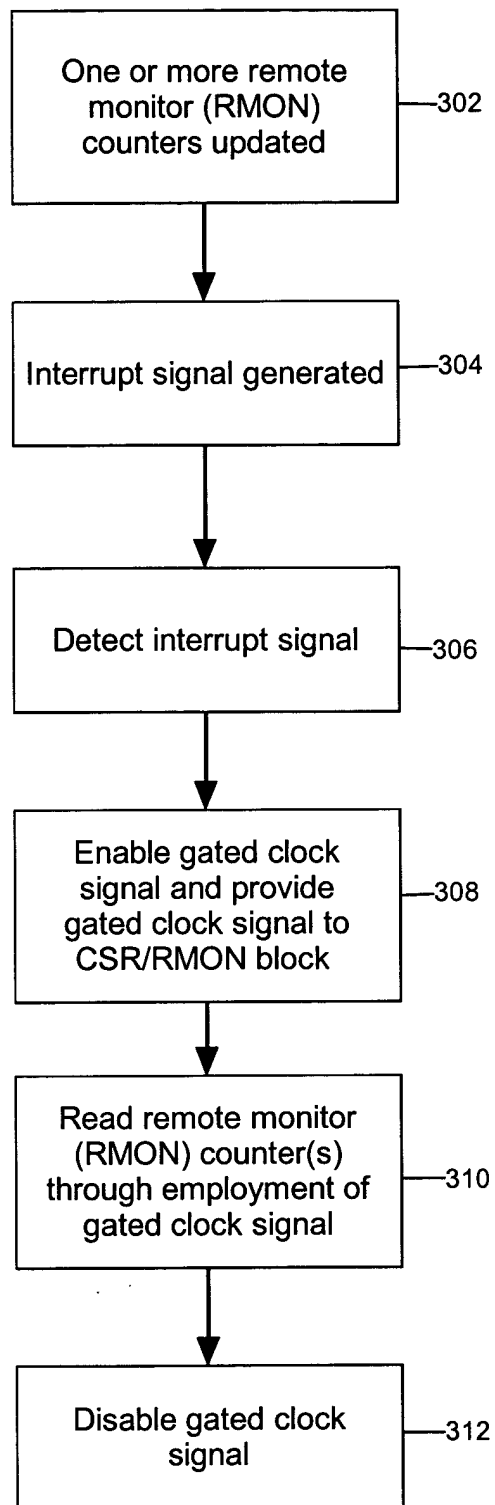 One or more remote
monitor (RMON)
counters updated
302
Interrupt signal generated
304
Detect interrupt signal
306
Enable gated clock
signal and provide
gated clock signal to
CSR/RMON block
308
Read remote monitor
(RMON) counter(s)
through employment of
gated clock signal
310
Disable gated clock
signal
312